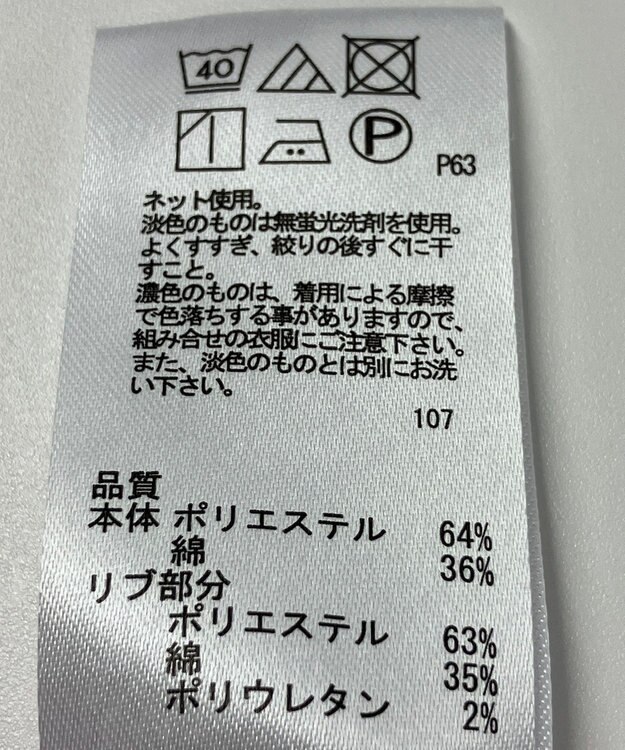 40
P
P63
ネット使用。
淡色のものは無蛍光洗剤を使用。
よくすすぎ、絞りの後すぐに干
すこと。
濃色のものは、着用による摩擦
で色落ちする事がありますので、
組み合せの衣服にご注意下さい。
また、淡色のものとは別にお洗
い下さい。
107
品質
本体 ポリエステル 64%
綿 36%
リブ部分
ポリエステル 63%
綿 35%
ポリウレタン 2%